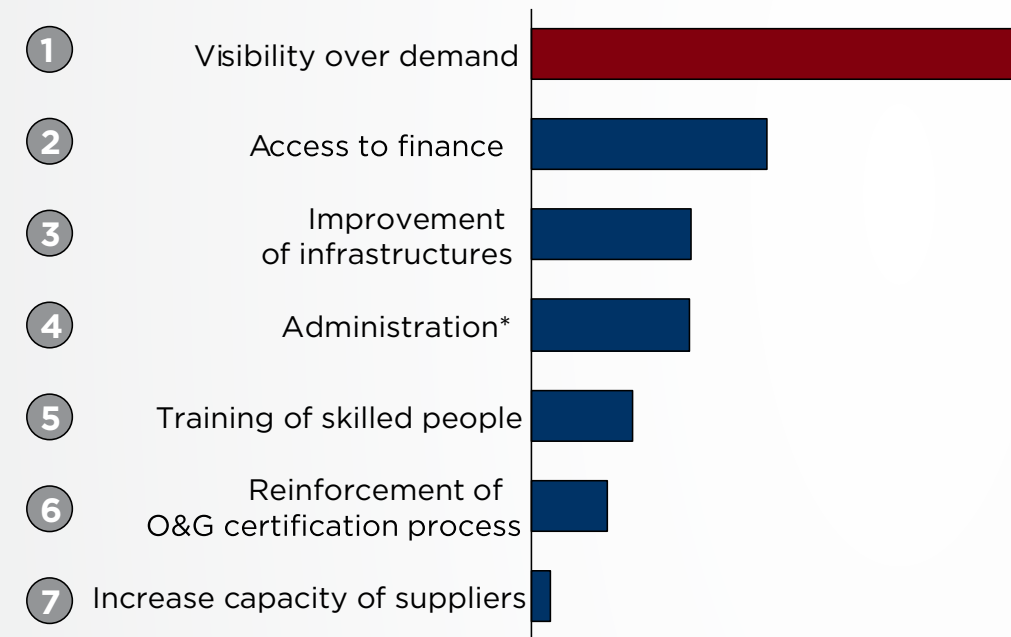 1 Visibility over demand
2 Access to finance
3 Improvement
of infrastructures
4 Administration*
5 Training of skilled people
6 Reinforcement of
O&G certification process
7 Increase capacity of suppliers